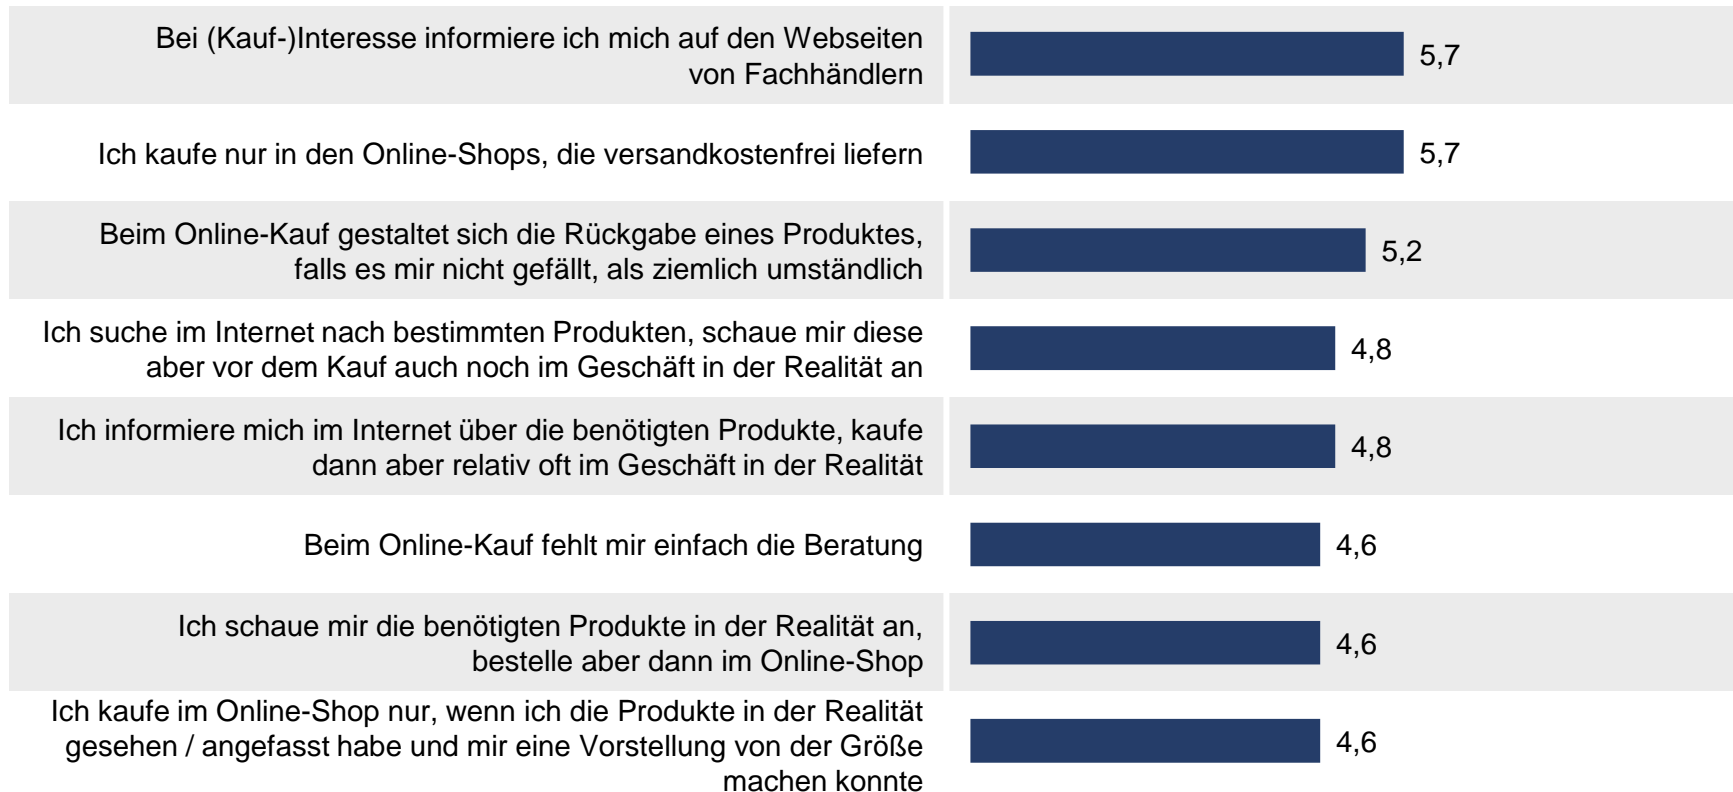 Bei (Kauf-)Interesse informiere ich mich auf den Webseiten
von Fachhändlern
5,7
Ich kaufe nur in den Online-Shops, die versandkostenfrei liefern
5,7
Beim Online-Kauf gestaltet sich die Rückgabe eines Produktes,
falls es mir nicht gefällt, als ziemlich umständlich
5,2
Ich suche im Internet nach bestimmten Produkten, schaue mir diese
aber vor dem Kauf auch noch im Geschäft in der Realität an
4,8
Ich informiere mich im Internet über die benötigten Produkte, kaufe
dann aber relativ oft im Geschäft in der Realität
4,8
Beim Online-Kauf fehlt mir einfach die Beratung
4,6
Ich schaue mir die benötigten Produkte in der Realität an,
bestelle aber dann im Online-Shop
4,6
Ich kaufe im Online-Shop nur, wenn ich die Produkte in der Realität
gesehen / angefasst habe und mir eine Vorstellung von der Größe
machen konnte
4,6